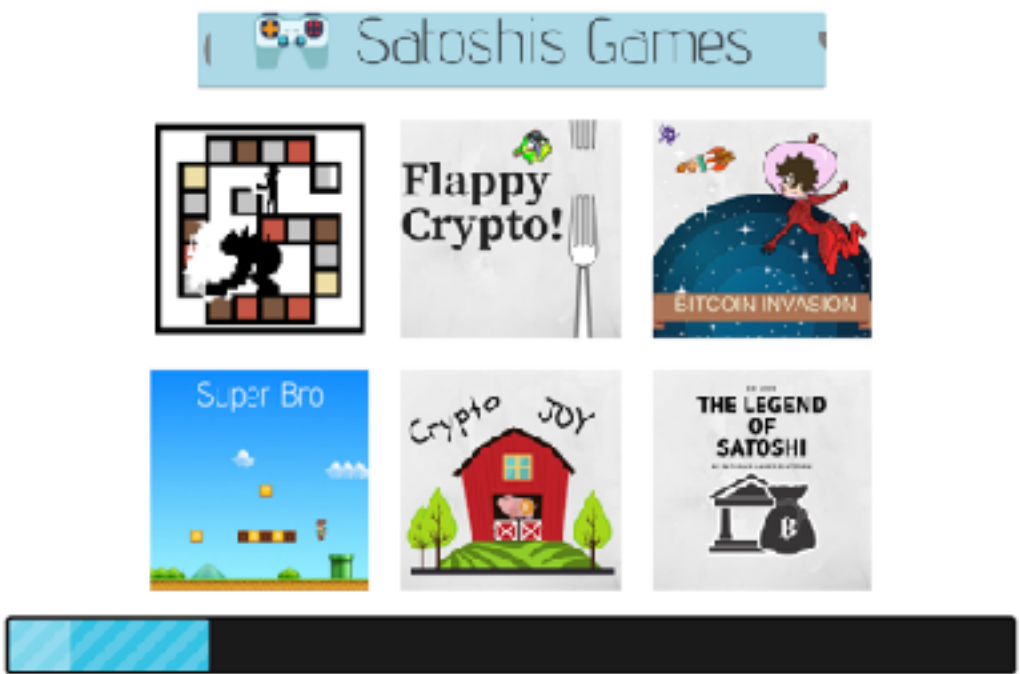 Satoshis Games
Flappy
Crypto!
BITCOIN INVASION
Super Bro
Crypto JOY
THE LEGEND
OF
SATOSHI